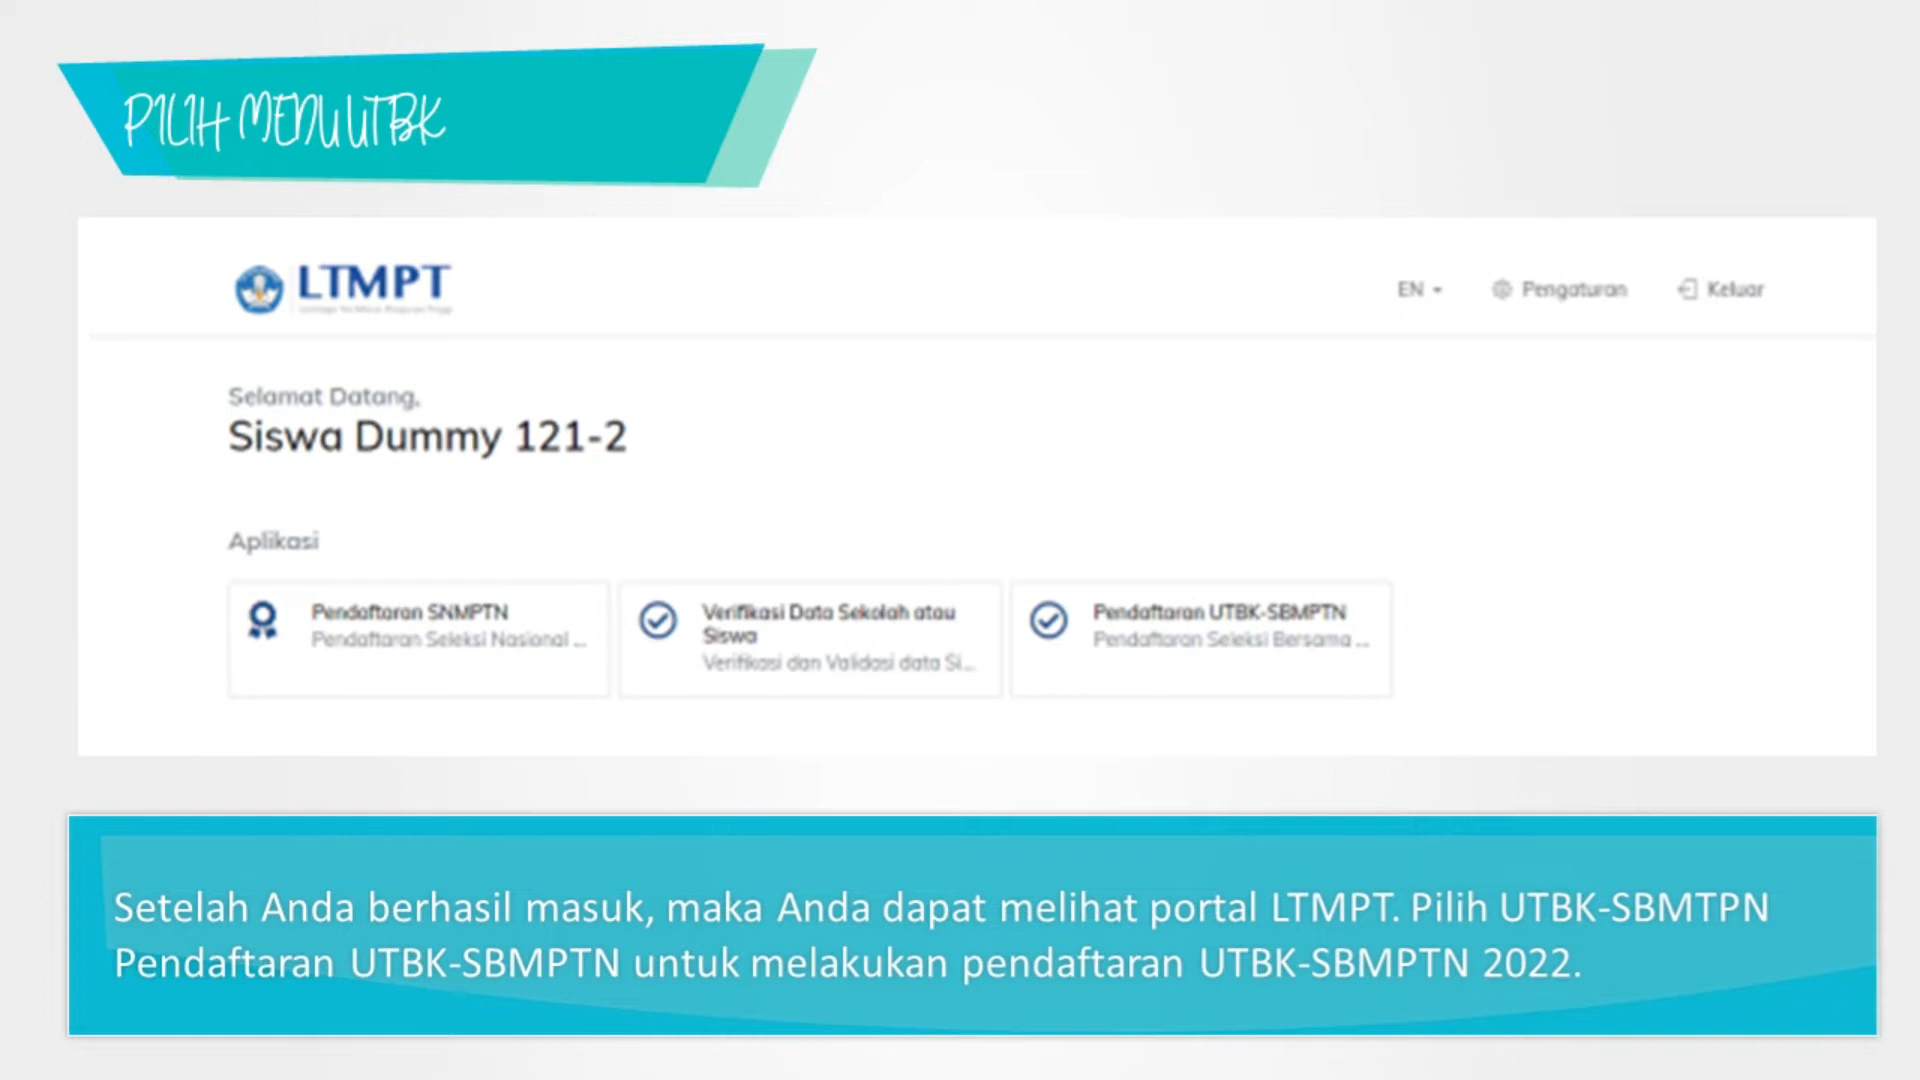 PILIH MENU UTBK
LTMPT
EN
Pengaturan
Keluar
Selamat Datang,
Siswa Dummy 121-2
Aplikasi
Pendaftaran SNMPTN
Pendaftaran Seleksi Nasional ...
Verifikasi Data Sekolah atau
Siswa
Verifikasi dan Validasi data Si...
Pendaftaran UTBK-SBMPTN
Pendaftaran Seleksi Bersama ...
Setelah Anda berhasil masuk, maka Anda dapat melihat portal LTMPT. Pilih UTBK-SBMTPN
Pendaftaran UTBK-SBMPTN untuk melakukan pendaftaran UTBK-SBMPTN 2022.